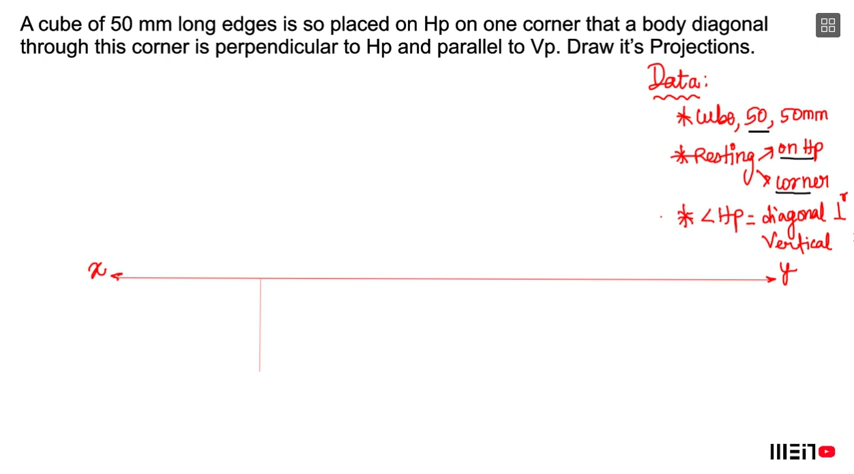 A cube of 50 mm long edges is so placed on Hp on one corner that a body diagonal
through this corner is perpendicular to Hp and parallel to Vp. Draw it's Projections.
Data:
* Cube, 50, 50mm
* Resting → on Hp
corner
* ∠Hp = diagonal ⊥r
Vertical
x
y